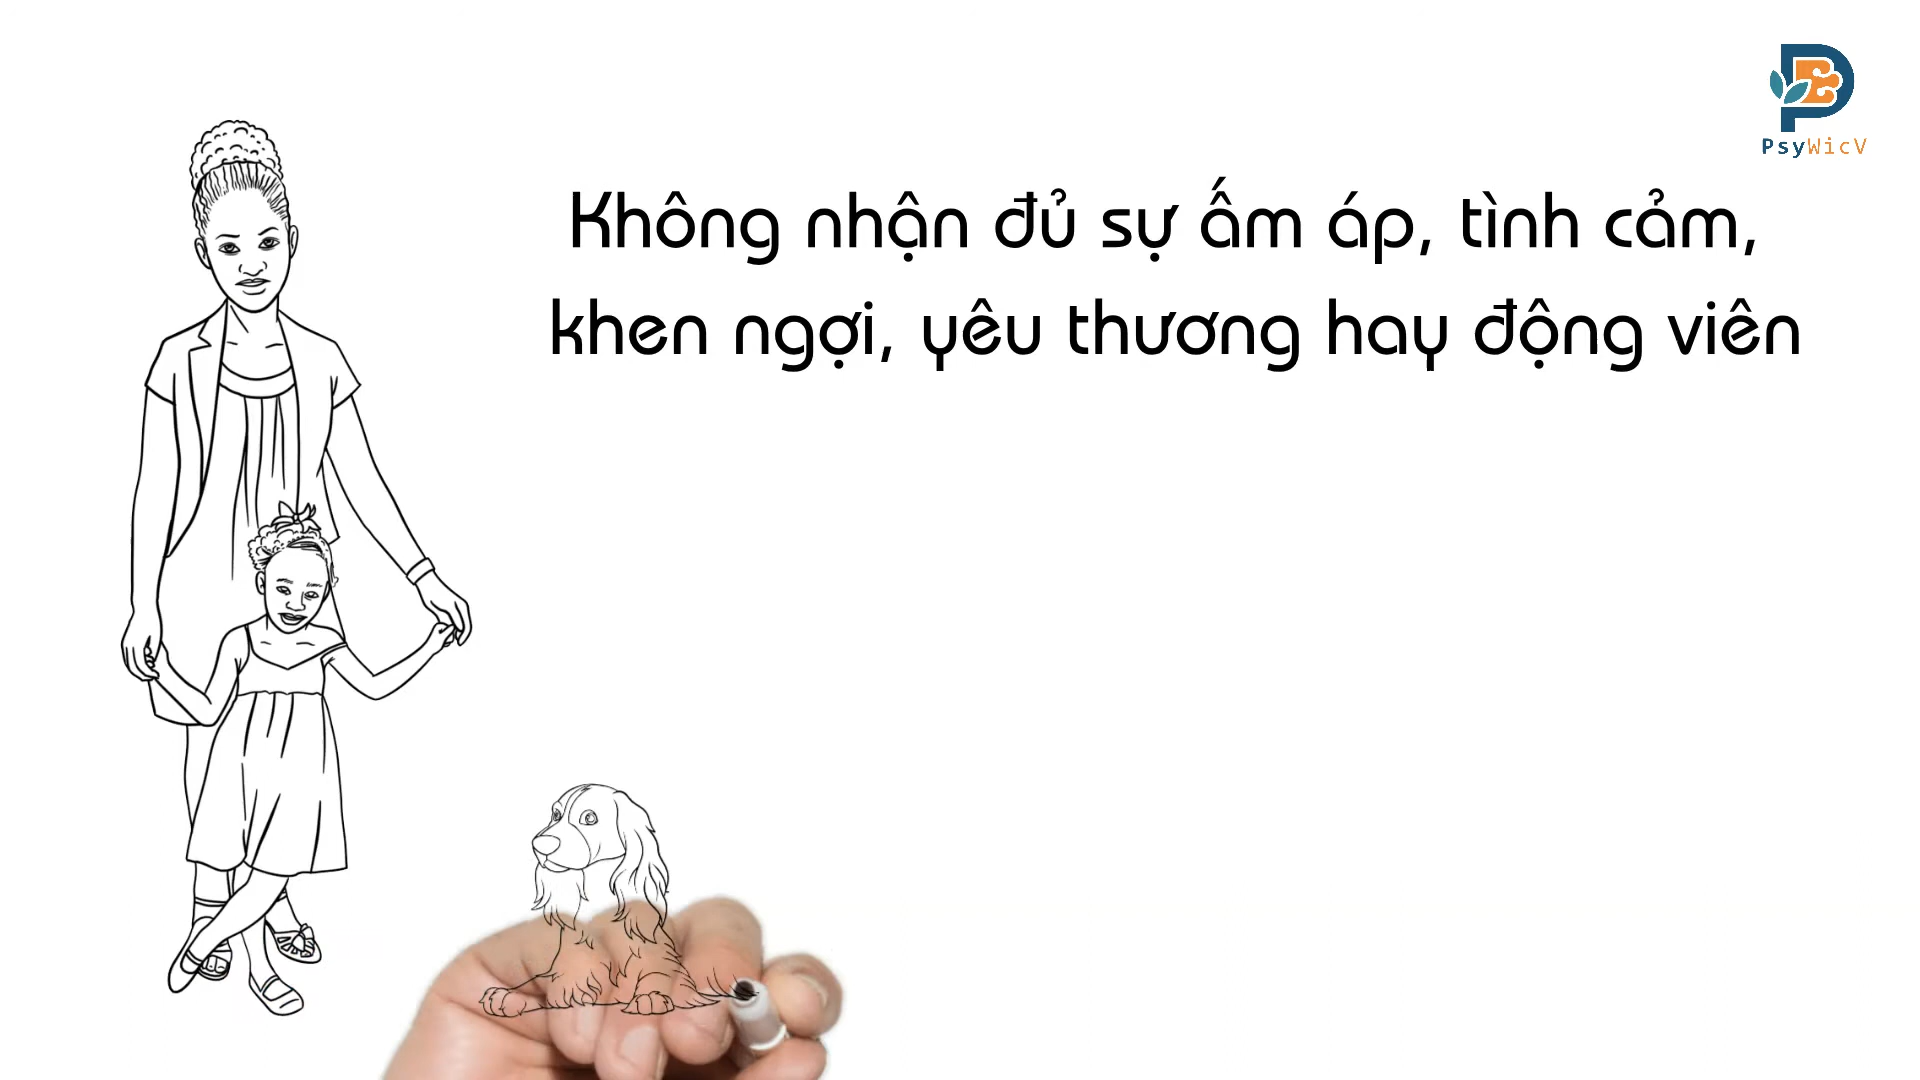 PsyWicV
Không nhận đủ sự ấm áp, tình cảm,
khen ngợi, yêu thương hay động viên